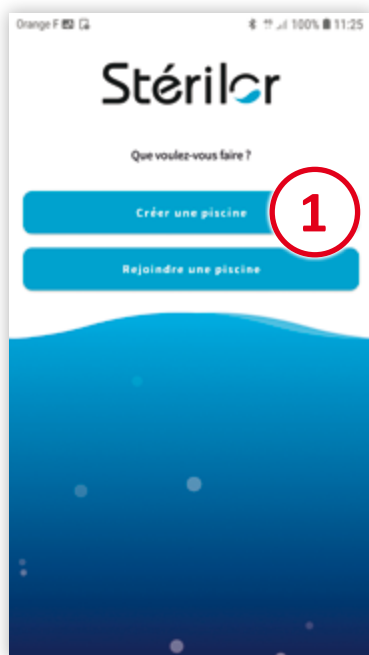 Orange F 100% 11:25
Stérilor
Que voulez-vous faire ?
Créer une piscine
1
Rejoindre une piscine